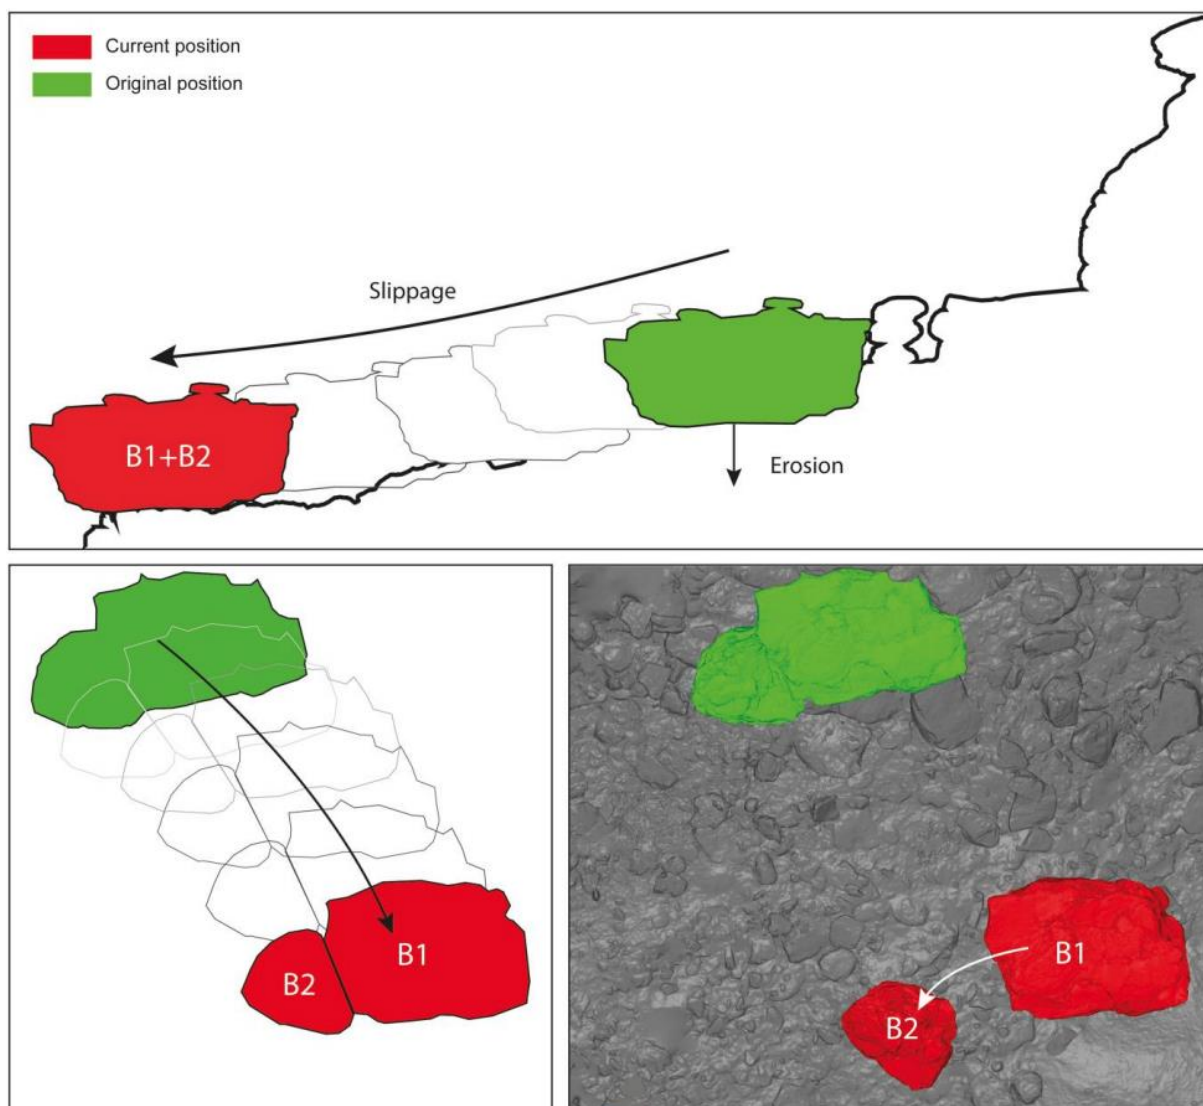 Current position
Original position
Slippage
B1+B2
Erosion
B1
B2
B1
B2